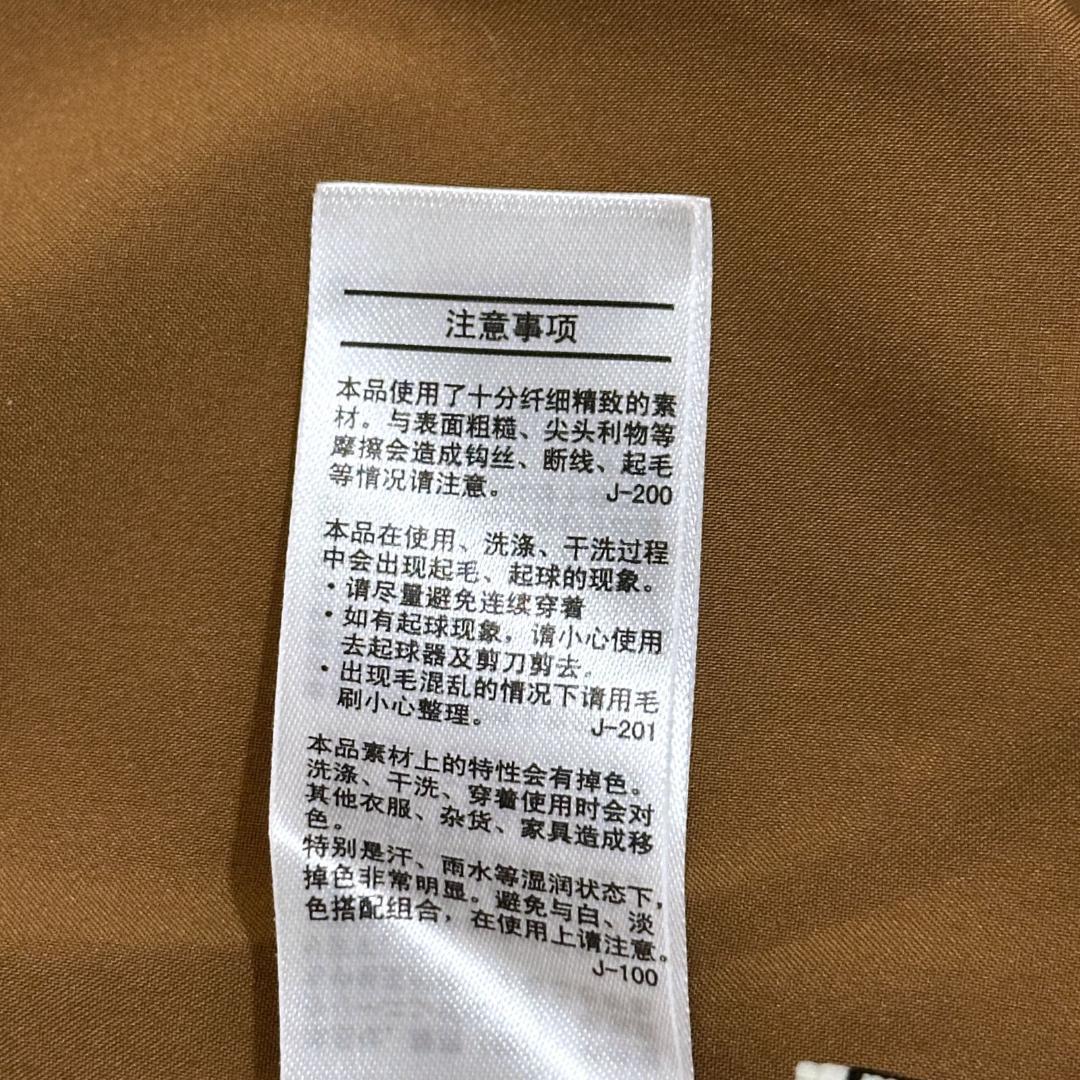 注意事项
本品使用了十分纤细精致的素
材。与表面粗糙、尖头利物等
摩擦会造成钩丝、断线、起毛
等情况请注意。 J-200
本品在使用、洗涤、干洗过程
中会出现起毛、起球的现象。
・请尽量避免连续穿着
・如有起球现象，请小心使用
去起球器及剪刀剪去。
・出现毛混乱的情况下请用毛
刷小心整理。 J-201
本品素材上的特性会有掉色。
洗涤、干洗、穿着使用时会对
其他衣服、杂货、家具造成移
色。
特别是汗、雨水等湿润状态下，
掉色非常明显。避免与白、淡
色搭配组合，在使用上请注意。
J-100